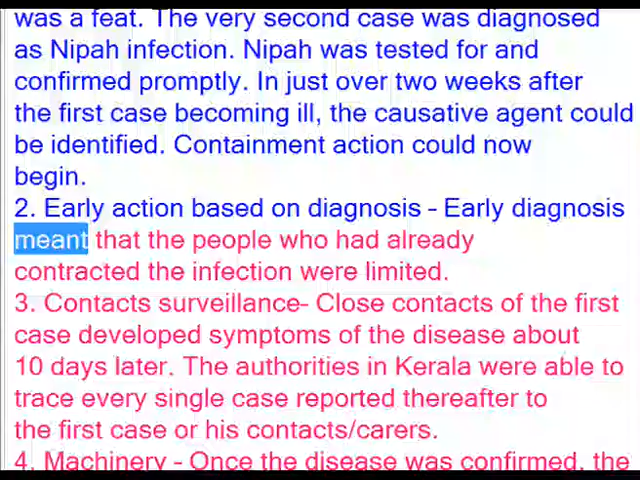 was a feat. The very second case was diagnosed
as Nipah infection. Nipah was tested for and
confirmed promptly. In just over two weeks after
the first case becoming ill, the causative agent could
be identified. Containment action could now
begin.
2. Early action based on diagnosis – Early diagnosis
meant that the people who had already
contracted the infection were limited.
3. Contacts surveillance– Close contacts of the first
case developed symptoms of the disease about
10 days later. The authorities in Kerala were able to
trace every single case reported thereafter to
the first case or his contacts/carers.
4. Machinery – Once the disease was confirmed, the